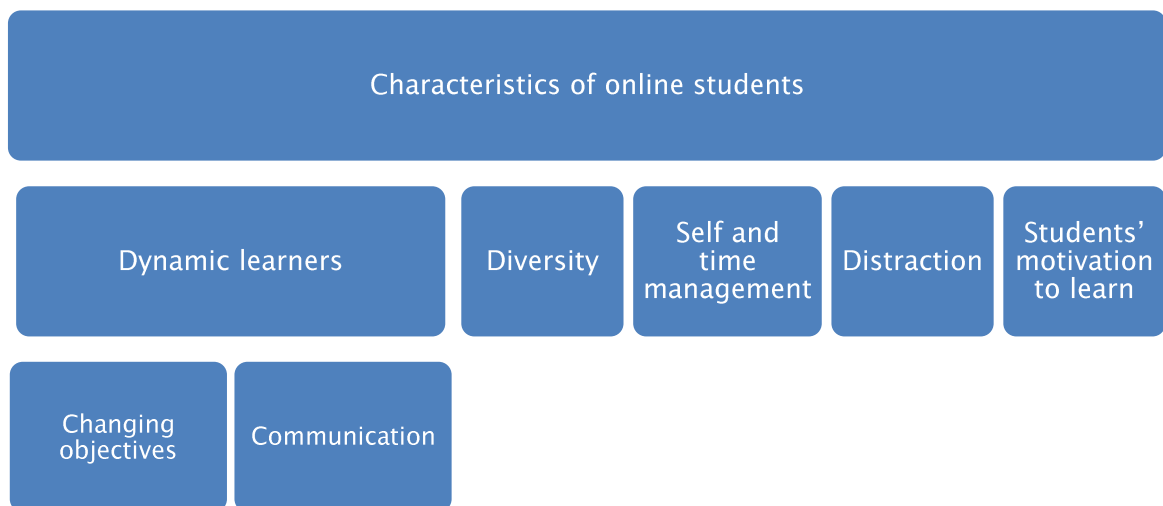 Characteristics of online students
Dynamic learners
Diversity
Self and
time
management
Distraction
Students’
motivation
to learn
Changing
objectives
Communication